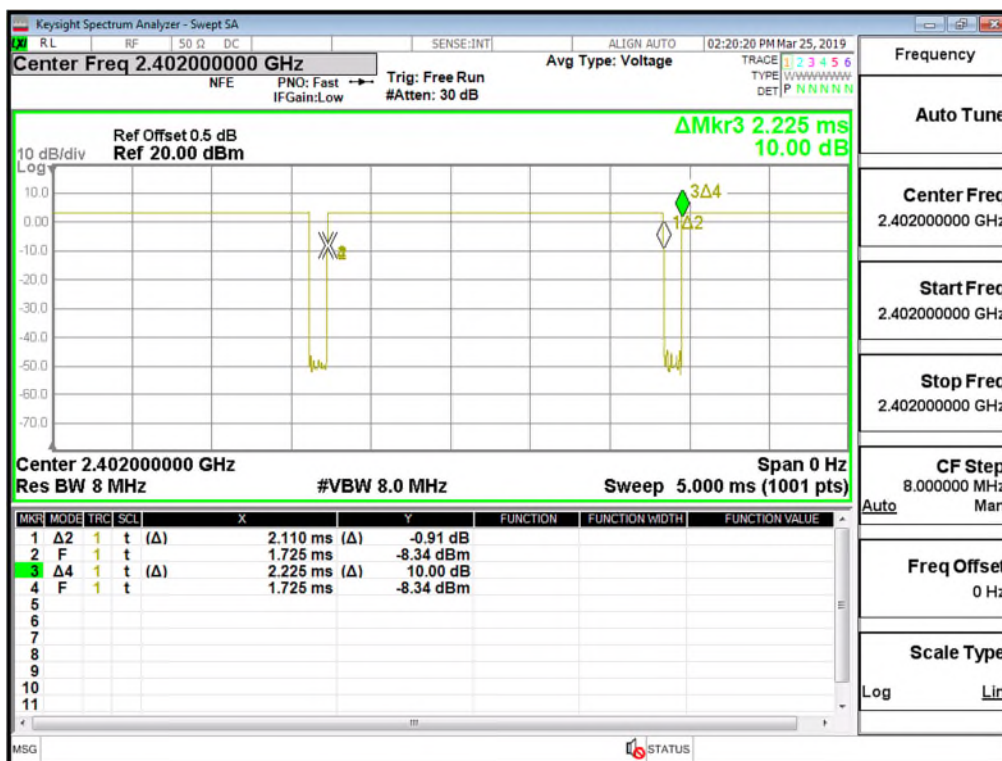 Keysight Spectrum Analyzer - Swept SA
LXI RL RF 50 Ω DC SENSE:INT ALIGN AUTO 02:20:20 PM Mar 25, 2019
Center Freq 2.402000000 GHz
NFE PNO: Fast IFGain:Low
Trig: Free Run
#Atten: 30 dB
Avg Type: Voltage
TRACE 1 2 3 4 5 6
TYPE WWWWWW
DET P N N N N N
ΔMkr3 2.225 ms
10.00 dB
10 dB/div
Log
Ref Offset 0.5 dB
Ref 20.00 dBm
10.0
0.00
-10.0
-20.0
-30.0
-40.0
-50.0
-60.0
-70.0
3Δ4
1Δ2
Center 2.402000000 GHz
Span 0 Hz
Res BW 8 MHz
#VBW 8.0 MHz
Sweep 5.000 ms (1001 pts)
MKR MODE TRC SCL X Y FUNCTION FUNCTION WIDTH FUNCTION VALUE
1 Δ2 1 t (Δ) 2.110 ms (Δ) -0.91 dB
2 F 1 t 1.725 ms -8.34 dBm
3 Δ4 1 t (Δ) 2.225 ms (Δ) 10.00 dB
4 F 1 t 1.725 ms -8.34 dBm
5
6
7
8
9
10
11
MSG
STATUS
Frequency
Auto Tune
Center Freq
2.402000000 GHz
Start Freq
2.402000000 GHz
Stop Freq
2.402000000 GHz
CF Step
8.000000 MHz
Auto Man
Freq Offset
0 Hz
Scale Type
Log Lin